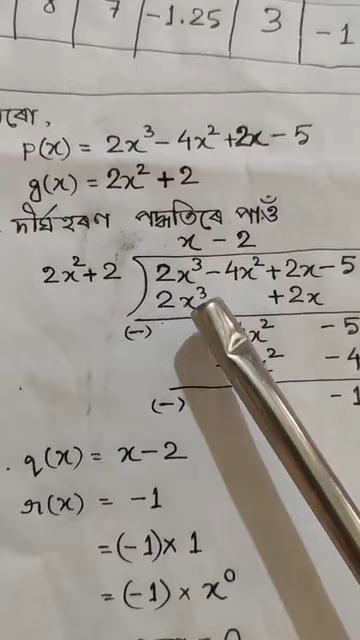 8 7 -1.25 3 -1
p(x) = 2x³ - 4x² + 2x - 5
g(x) = 2x² + 2
দীৰ্ঘ হৰণ পদ্ধতিৰে পাওঁ
x - 2
2x² + 2 ) 2x³ - 4x² + 2x - 5
2x³ + 2x
(-) x² - 5
² - 4
(-) - 1
q(x) = x - 2
r(x) = -1
= (-1) × 1
= (-1) × x⁰